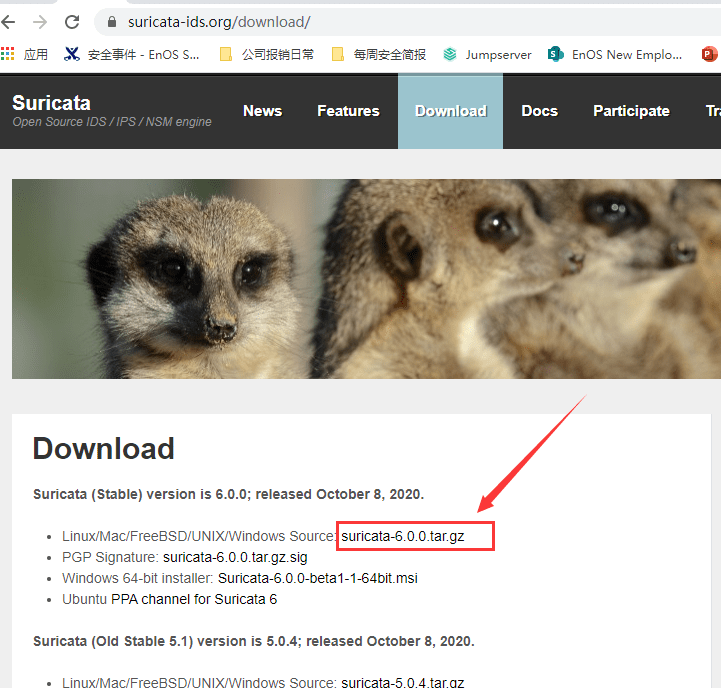 suricata-ids.org/download/
应用 安全事件 - EnOS S... 公司报销日常 每周安全简报 Jumpserver EnOS New Emplo...
Suricata
Open Source IDS / IPS / NSM engine
News Features Download Docs Participate Tr
Download
Suricata (Stable) version is 6.0.0; released October 8, 2020.
Linux/Mac/FreeBSD/UNIX/Windows Source: suricata-6.0.0.tar.gz
PGP Signature: suricata-6.0.0.tar.gz.sig
Windows 64-bit installer: Suricata-6.0.0-beta1-1-64bit.msi
Ubuntu PPA channel for Suricata 6
Suricata (Old Stable 5.1) version is 5.0.4; released October 8, 2020.
Linux/Mac/FreeBSD/UNIX/Windows Source: suricata-5.0.4.tar.gz